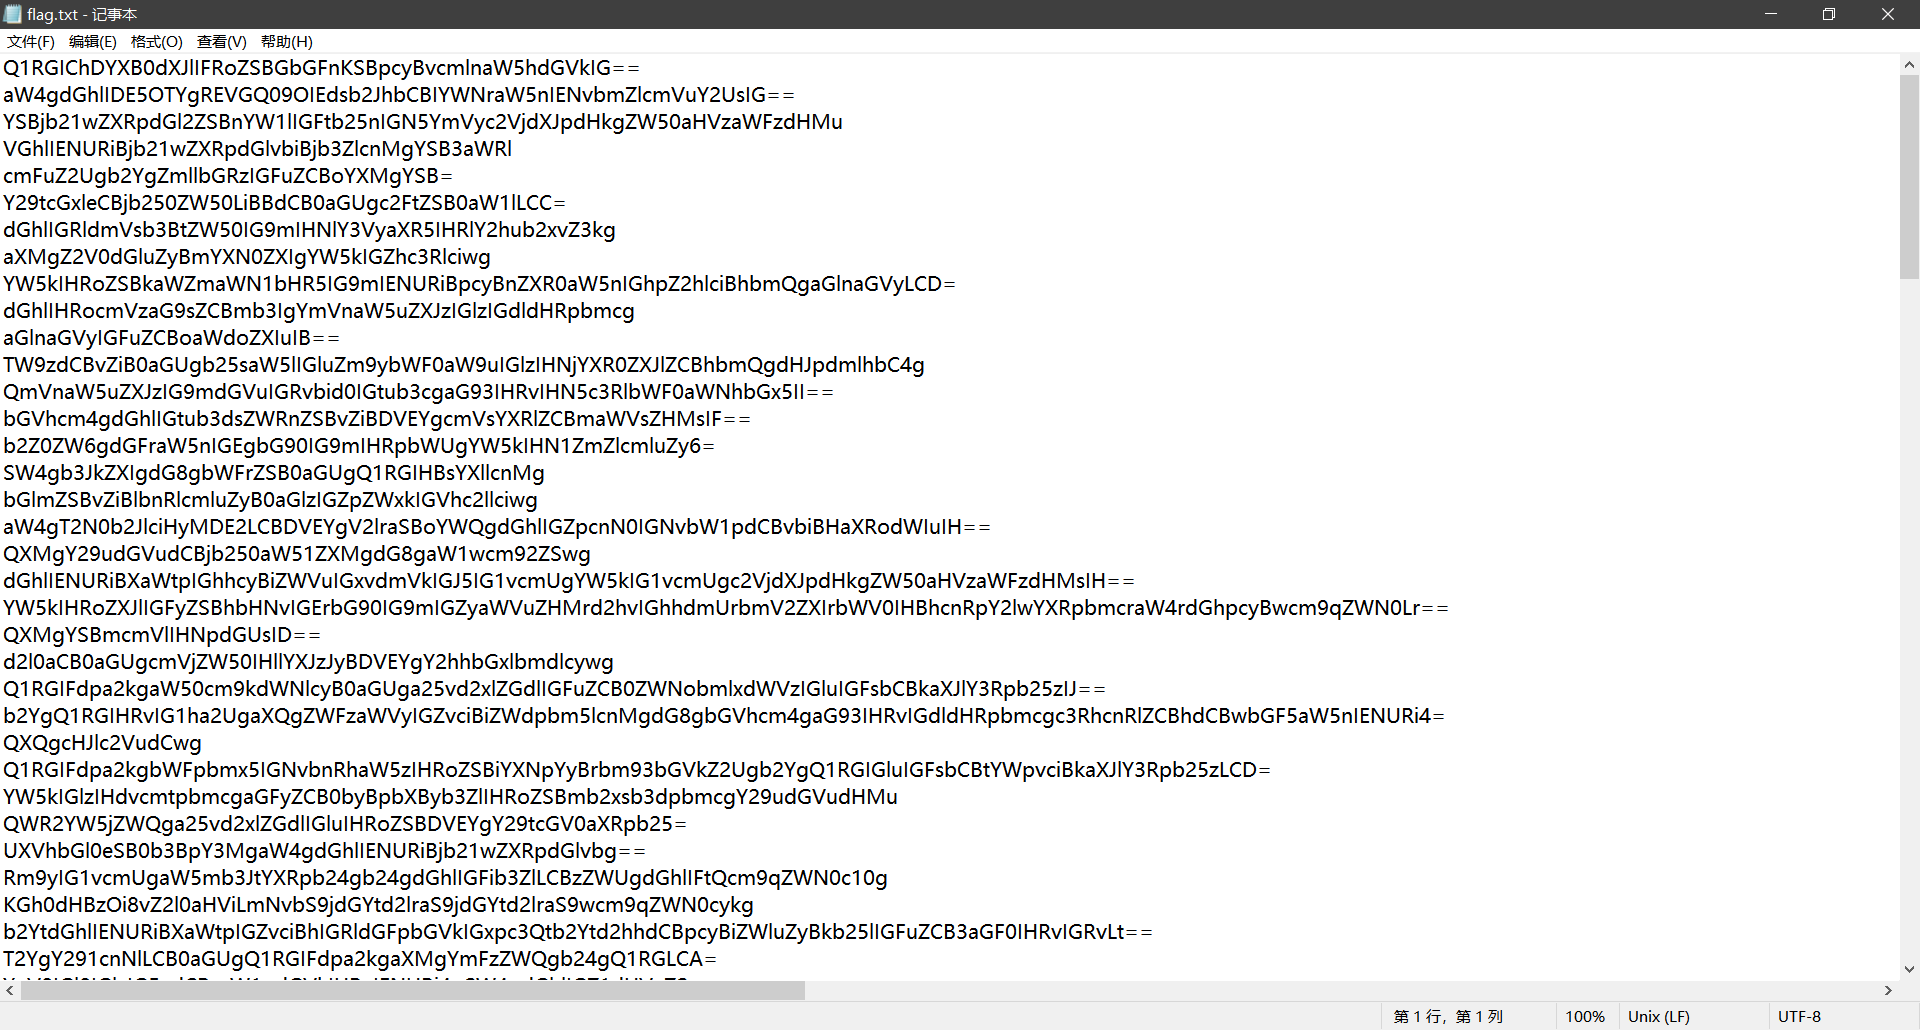 flag.txt - 记事本
文件(F) 编辑(E) 格式(O) 查看(V) 帮助(H)
Q1RGIChDYXB0dXJlIFRoZSBGbGFnKSBpcyBvcmlnaW5hdGVkIG==
aW4gdGhlIDE5OTYgREVGQ09OIEdsb2JhbCBIYWNraW5nIENvbmZlcmVuY2UsIG==
YSBjb21wZXRpdGl2ZSBnYW1lIGFtb25nIGN5YmVyc2VjdXJpdHkgZW50aHVzaWFzdHMu
VGhlIENURiBjb21wZXRpdGlvbiBjb3ZlcnMgYSB3aWRl
cmFuZ2Ugb2YgZmllbGRzIGFuZCBoYXMgYSB=
Y29tcGxleCBjb250ZW50LiBBdCB0aGUgc2FtZSB0aW1lLCC=
dGhlIGRldmVsb3BtZW50IG9mIHNlY3VyaXR5IHRlY2hub2xvZ3kg
aXMgZ2V0dGluZyBmYXN0ZXIgYW5kIGZhc3Rlciwg
YW5kIHRoZSBkaWZmaWN1bHR5IG9mIENURiBpcyBnZXR0aW5nIGhpZ2hlciBhbmQgaGlnaGVyLCD=
dGhlIHRocmVzaG9sZCBmb3IgYmVnaW5uZXJzIGlzIGdldHRpbmcg
aGlnaGVyIGFuZCBoaWdoZXIuIB==
TW9zdCBvZiB0aGUgb25saW5lIGluZm9ybWF0aW9uIGlzIHNjYXR0ZXJlZCBhbmQgdHJpdmlhbC4g
QmVnaW5uZXJzIG9mdGVuIGRvbid0IGtub3cgaG93IHRvIHN5c3RlbWF0aWNhbGx5II==
bGVhcm4gdGhlIGtub3dsZWRnZSBvZiBDVEYgcmVsYXRlZCBmaWVsZHMsIF==
b2Z0ZW6gdGFraW5nIGEgbG90IG9mIHRpbWUgYW5kIHN1ZmZlcmluZy6=
SW4gb3JkZXIgdG8gbWFrZSB0aGUgQ1RGIHBsYXllcnMg
bGlmZSBvZiBlbnRlcmluZyB0aGlzIGZpZWxkIGVhc2llciwg
aW4gT2N0b2JlciHyMDE2LCBDVEYgV2lraSBoYWQgdGhlIGZpcnN0IGNvbW1pdCBvbiBHaXRodWIuIH==
QXMgY29udGVudCBjb250aW51ZXMgdG8gaW1wcm92ZSwg
dGhlIENURiBXaWtpIGhhcyBiZWVuIGxvdmVkIGJ5IG1vcmUgYW5kIG1vcmUgc2VjdXJpdHkgZW50aHVzaWFzdHMsIH==
YW5kIHRoZXJlIGFyZSBhbHNvIGErbG90IG9mIGZyaWVuZHMrd2hvIGhhdmUrbmV2ZXIrbWV0IHBhcnRpY2lwYXRpbmcraW4rdGhpcyBwcm9qZWN0Lr==
QXMgYSBmcmVlIHNpdGUsID==
d2l0aCB0aGUgcmVjZW50IHllYXJzJyBDVEYgY2hhbGxlbmdlcywg
Q1RGIFdpa2kgaW50cm9kdWNlcyB0aGUga25vd2xlZGdlIGFuZCB0ZWNobmlxdWVzIGluIGFsbCBkaXJlY3Rpb25zIJ==
b2YgQ1RGIHRvIG1ha2UgaXQgZWFzaWVyIGZvciBiZWdpbm5lcnMgdG8gbGVhcm4gaG93IHRvIGdldHRpbmcgc3RhcnRlZCBhdCBwbGF5aW5nIENURi4=
QXQgcHJlc2VudCwg
Q1RGIFdpa2kgbWFpbmx5IGNvbnRhaW5zIHRoZSBiYXNpYyBrbm93bGVkZ2Ugb2YgQ1RGIGluIGFsbCBtYWpvciBkaXJlY3Rpb25zLCD=
YW5kIGlzIHdvcmtpbmcgaGFyZCB0byBpbXByb3ZlIHRoZSBmb2xsb3dpbmcgY29udGVudHMu
QWR2YW5jZWQga25vd2xlZGdlIGluIHRoZSBDVEYgY29tcGV0aXRpb25=
UXVhbGl0eSB0b3BpY3MgaW4gdGhlIENURiBjb21wZXRpdGlvbg==
Rm9yIG1vcmUgaW5mb3JtYXRpb24gb24gdGhlIGFib3ZlLCBzZWUgdGhlIFtQcm9qZWN0c10g
KGh0dHBzOi8vZ2l0aHViLmNvbS9jdGYtd2lraS9jdGYtd2lraS9wcm9qZWN0cykg
b2YtdGhlIENURiBXaWtpIGZvciBhIGRldGFpbGVkIGxpc3Qtb2Ytd2hhdCBpcyBiZWluZyBkb25lIGFuZCB3aGF0IHRvIGRvLt==
T2YgY291cnNlLCB0aGUgQ1RGIFdpa2kgaXMgYmFzZWQgb24gQ1RGLCA=
第 1 行，第 1 列
100%
Unix (LF)
UTF-8